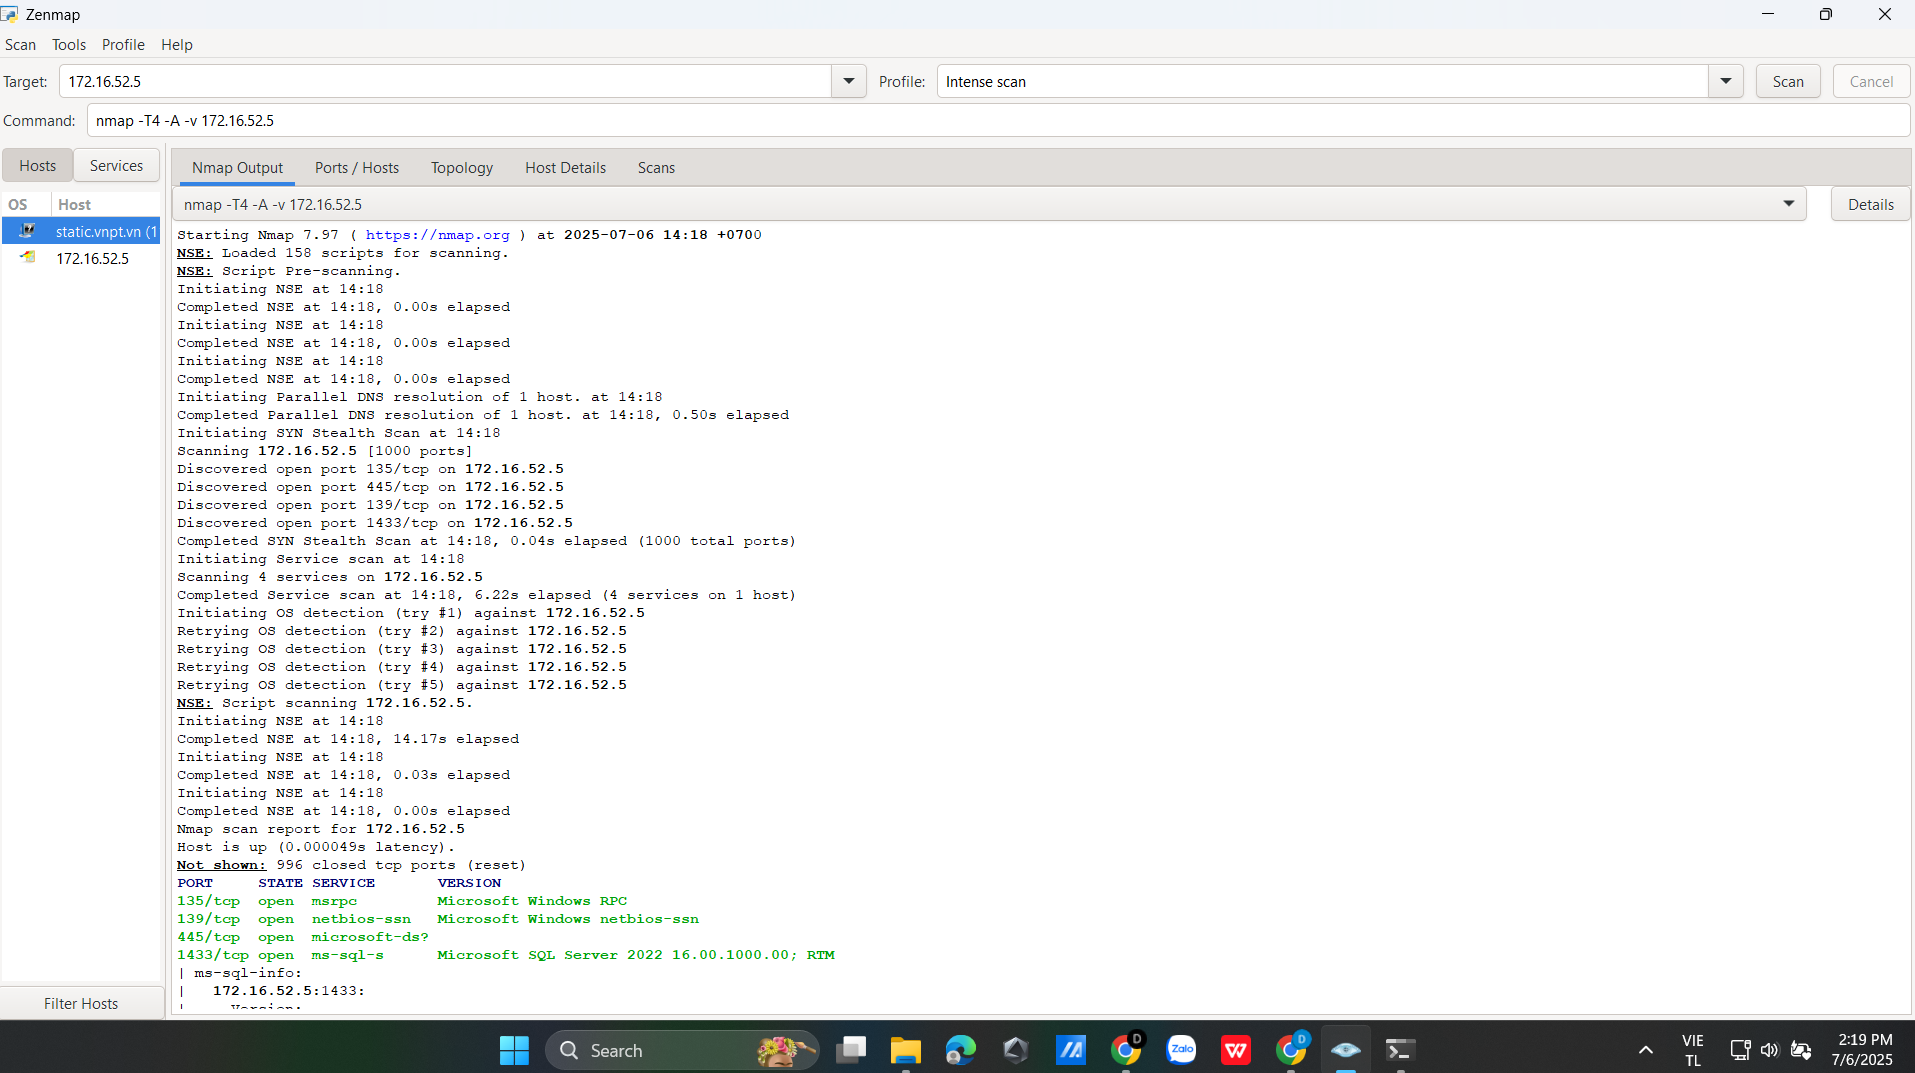 Zenmap
Scan Tools Profile Help
Target: 172.16.52.5 Profile: Intense scan Scan Cancel
Command: nmap -T4 -A -v 172.16.52.5
Hosts Services
OS Host
static.vnpt.vn (1
172.16.52.5
Filter Hosts
Nmap Output Ports / Hosts Topology Host Details Scans
nmap -T4 -A -v 172.16.52.5 Details
Starting Nmap 7.97 ( https://nmap.org ) at 2025-07-06 14:18 +0700
NSE: Loaded 158 scripts for scanning.
NSE: Script Pre-scanning.
Initiating NSE at 14:18
Completed NSE at 14:18, 0.00s elapsed
Initiating NSE at 14:18
Completed NSE at 14:18, 0.00s elapsed
Initiating NSE at 14:18
Completed NSE at 14:18, 0.00s elapsed
Initiating Parallel DNS resolution of 1 host. at 14:18
Completed Parallel DNS resolution of 1 host. at 14:18, 0.50s elapsed
Initiating SYN Stealth Scan at 14:18
Scanning 172.16.52.5 [1000 ports]
Discovered open port 135/tcp on 172.16.52.5
Discovered open port 445/tcp on 172.16.52.5
Discovered open port 139/tcp on 172.16.52.5
Discovered open port 1433/tcp on 172.16.52.5
Completed SYN Stealth Scan at 14:18, 0.04s elapsed (1000 total ports)
Initiating Service scan at 14:18
Scanning 4 services on 172.16.52.5
Completed Service scan at 14:18, 6.22s elapsed (4 services on 1 host)
Initiating OS detection (try #1) against 172.16.52.5
Retrying OS detection (try #2) against 172.16.52.5
Retrying OS detection (try #3) against 172.16.52.5
Retrying OS detection (try #4) against 172.16.52.5
Retrying OS detection (try #5) against 172.16.52.5
NSE: Script scanning 172.16.52.5.
Initiating NSE at 14:18
Completed NSE at 14:18, 14.17s elapsed
Initiating NSE at 14:18
Completed NSE at 14:18, 0.03s elapsed
Initiating NSE at 14:18
Completed NSE at 14:18, 0.00s elapsed
Nmap scan report for 172.16.52.5
Host is up (0.000049s latency).
Not shown: 996 closed tcp ports (reset)
PORT STATE SERVICE VERSION
135/tcp open msrpc Microsoft Windows RPC
139/tcp open netbios-ssn Microsoft Windows netbios-ssn
445/tcp open microsoft-ds?
1433/tcp open ms-sql-s Microsoft SQL Server 2022 16.00.1000.00; RTM
| ms-sql-info:
| 172.16.52.5:1433:
| Version:
Search
D
Zalo
W
D
VIE
TL
2:19 PM
7/6/2025